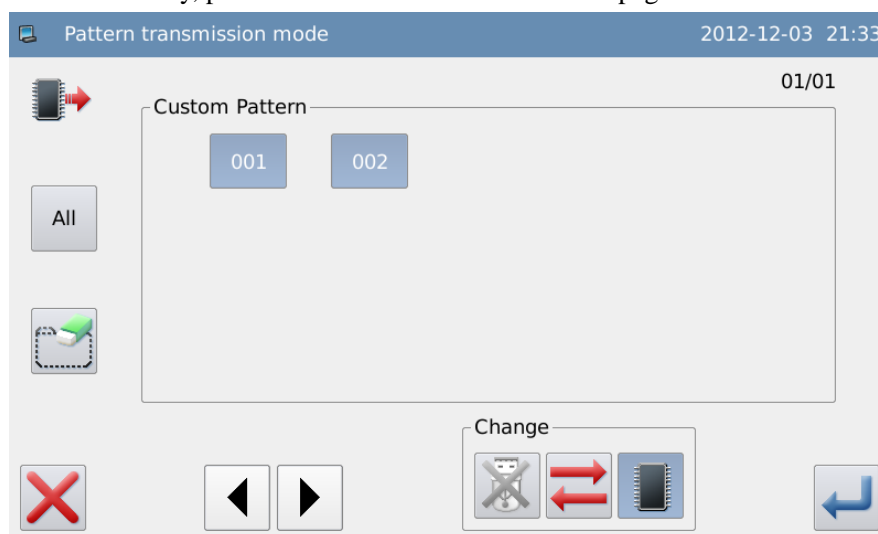 Pattern transmission mode 2012-12-03 21:33
01/01
Custom Pattern
001 002
All
Change